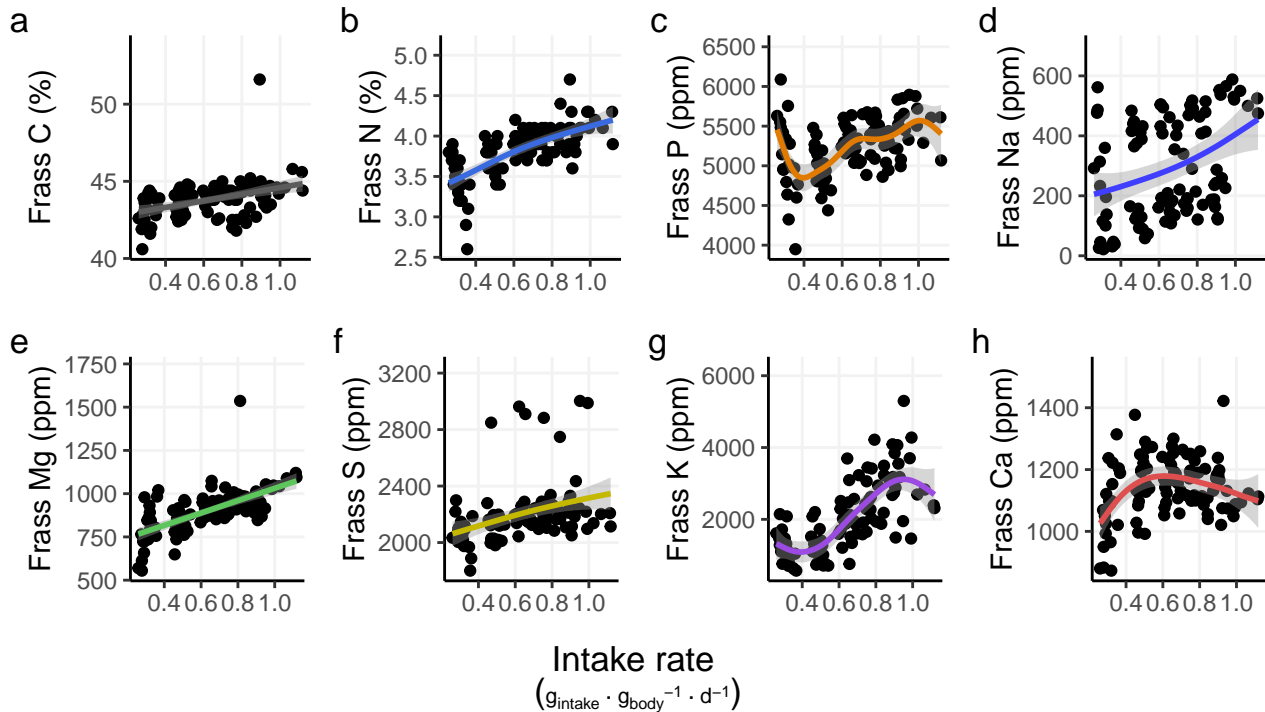 a
Frass C (%)
50
45
40
0.4 0.6 0.8 1.0
b
Frass N (%)
5.0
4.5
4.0
3.5
3.0
2.5
0.4 0.6 0.8 1.0
c
Frass P (ppm)
6500
6000
5500
5000
4500
4000
0.4 0.6 0.8 1.0
d
Frass Na (ppm)
600
400
200
0
0.4 0.6 0.8 1.0
e
Frass Mg (ppm)
1750
1500
1250
1000
750
500
0.4 0.6 0.8 1.0
f
Frass S (ppm)
3200
2800
2400
2000
0.4 0.6 0.8 1.0
g
Frass K (ppm)
6000
4000
2000
0.4 0.6 0.8 1.0
h
Frass Ca (ppm)
1400
1200
1000
0.4 0.6 0.8 1.0
Intake rate
(g_intake · g_body⁻¹ · d⁻¹)